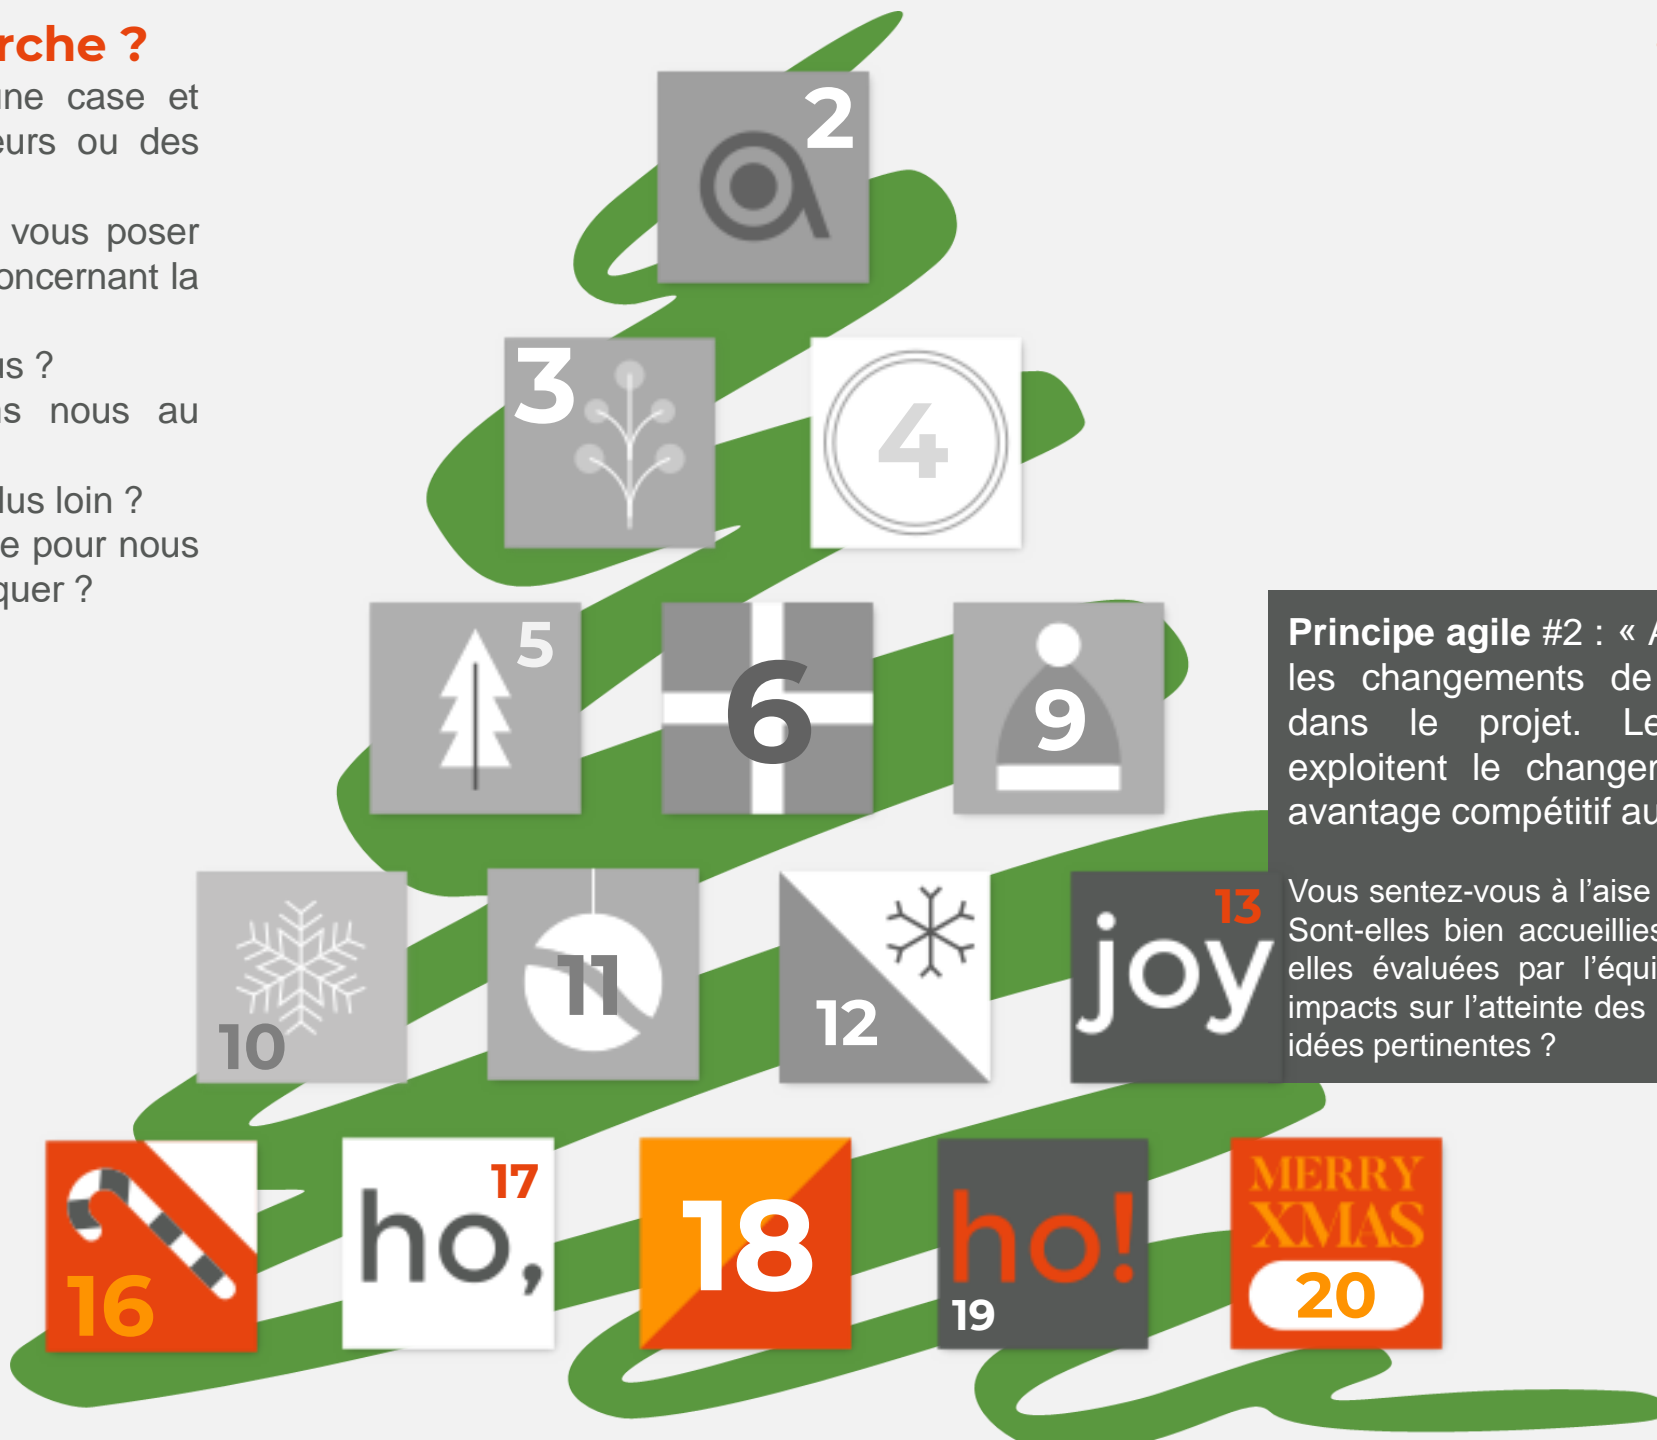 rche ?
une case et
eurs ou des
vous poser
oncernant la
us ?
ns nous au
lus loin ?
e pour nous
quer ?
2
3
4
5
6
9
Principe agile #2 : « A
les changements de
dans le projet. Le
exploitent le changer
avantage compétitif au
Vous sentez-vous à l’aise
Sont-elles bien accueillies
elles évaluées par l’équi
impacts sur l’atteinte des
idées pertinentes ?
10
11
12
13
joy
16
17
ho,
18
ho!
19
MERRY
XMAS
20